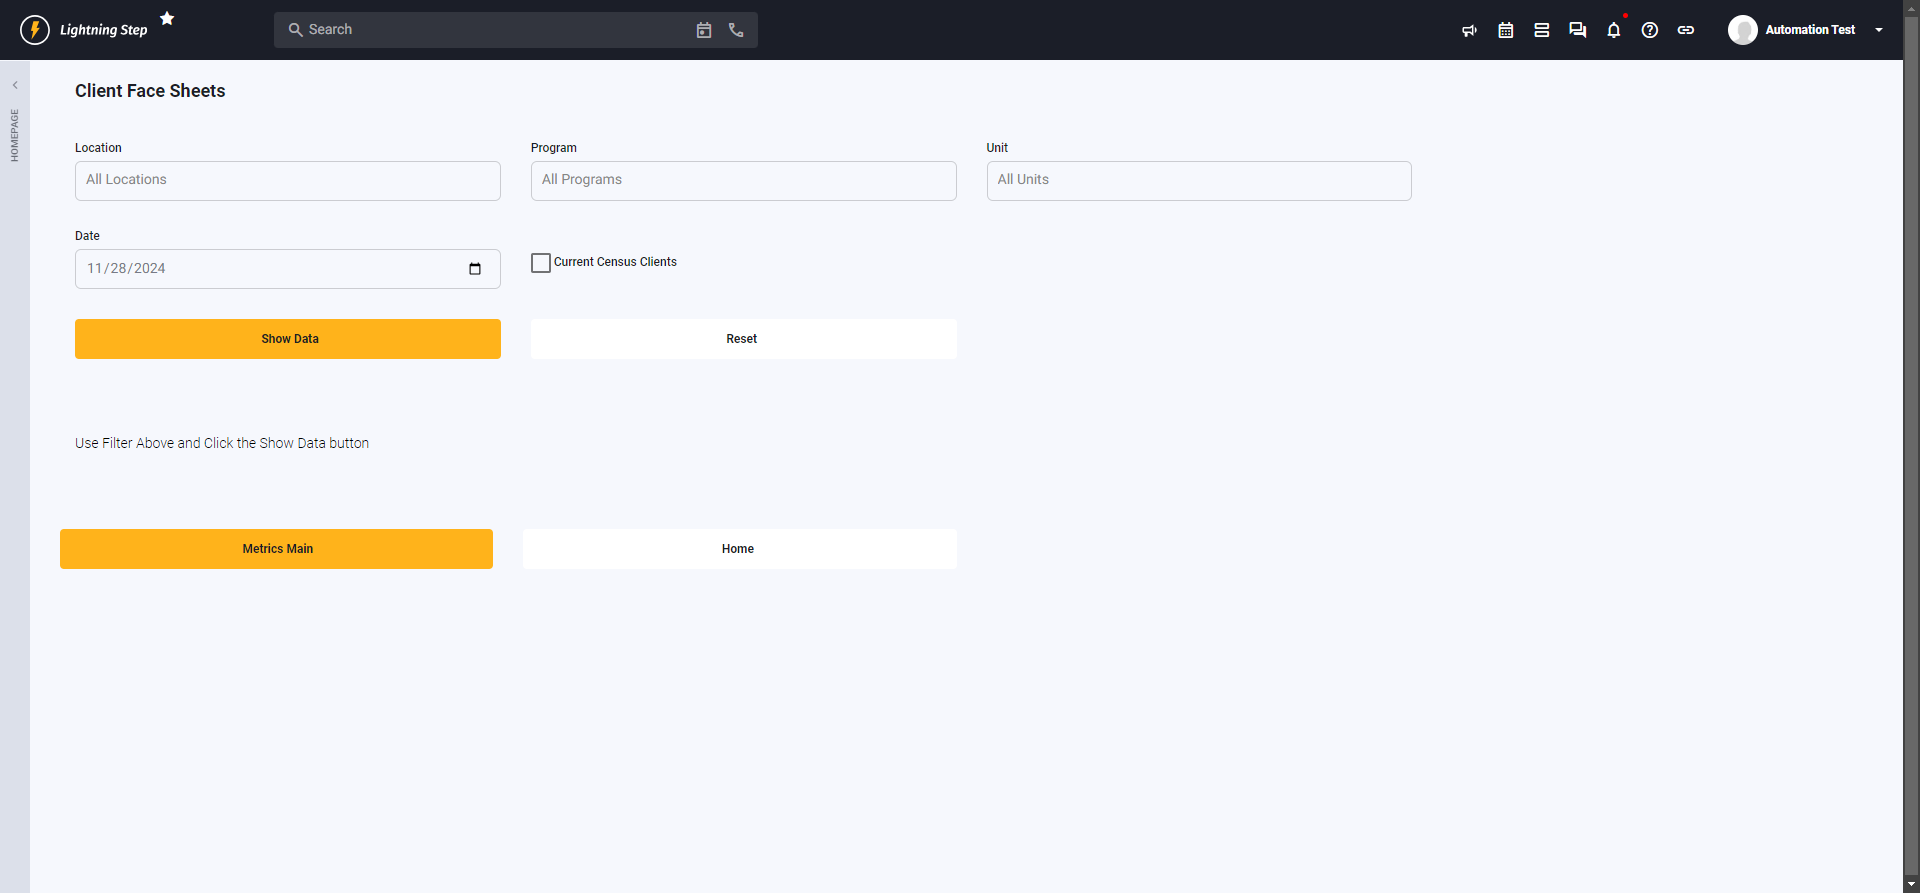 Lightning Step
Search
Automation Test
HOMEPAGE
Client Face Sheets
Location
Program
Unit
All Locations
All Programs
All Units
Date
11/28/2024
Current Census Clients
Show Data
Reset
Use Filter Above and Click the Show Data button
Metrics Main
Home